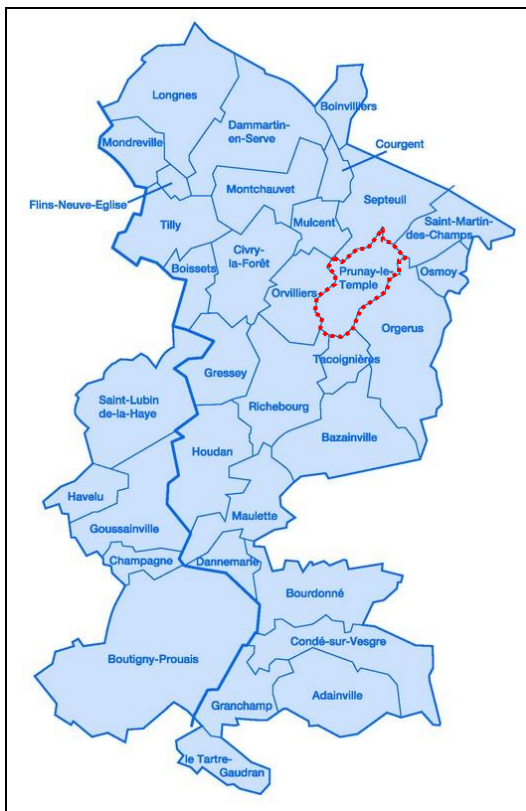 Longnes
Boinvilliers
Dammartin-
en-Serve
Mondreville
Courgent
Flins-Neuve-Eglise
Montchauvet
Septeuil
Tilly
Mulcent
Saint-Martin-
des-Champs
Civry-
la-Forêt
Boissets
Prunay-le-
Temple
Osmoy
Orvilliers
Orgerus
Tacoignières
Gressey
Saint-Lubin
de-la-Haye
Richebourg
Bazainville
Houdan
Havelu
Maulette
Goussainville
Champagne
Dannemarie
Bourdonné
Condé-sur-Vesgre
Boutigny-Prouais
Adainville
Granchamp
le Tartre-
Gaudran